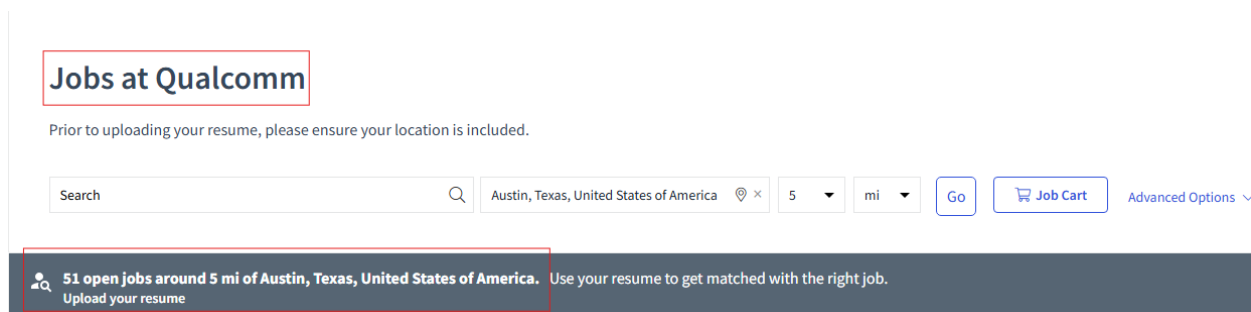 Jobs at Qualcomm
Prior to uploading your resume, please ensure your location is included.
Search Austin, Texas, United States of America × 5 mi Go Job Cart Advanced Options
51 open jobs around 5 mi of Austin, Texas, United States of America. Use your resume to get matched with the right job.
Upload your resume